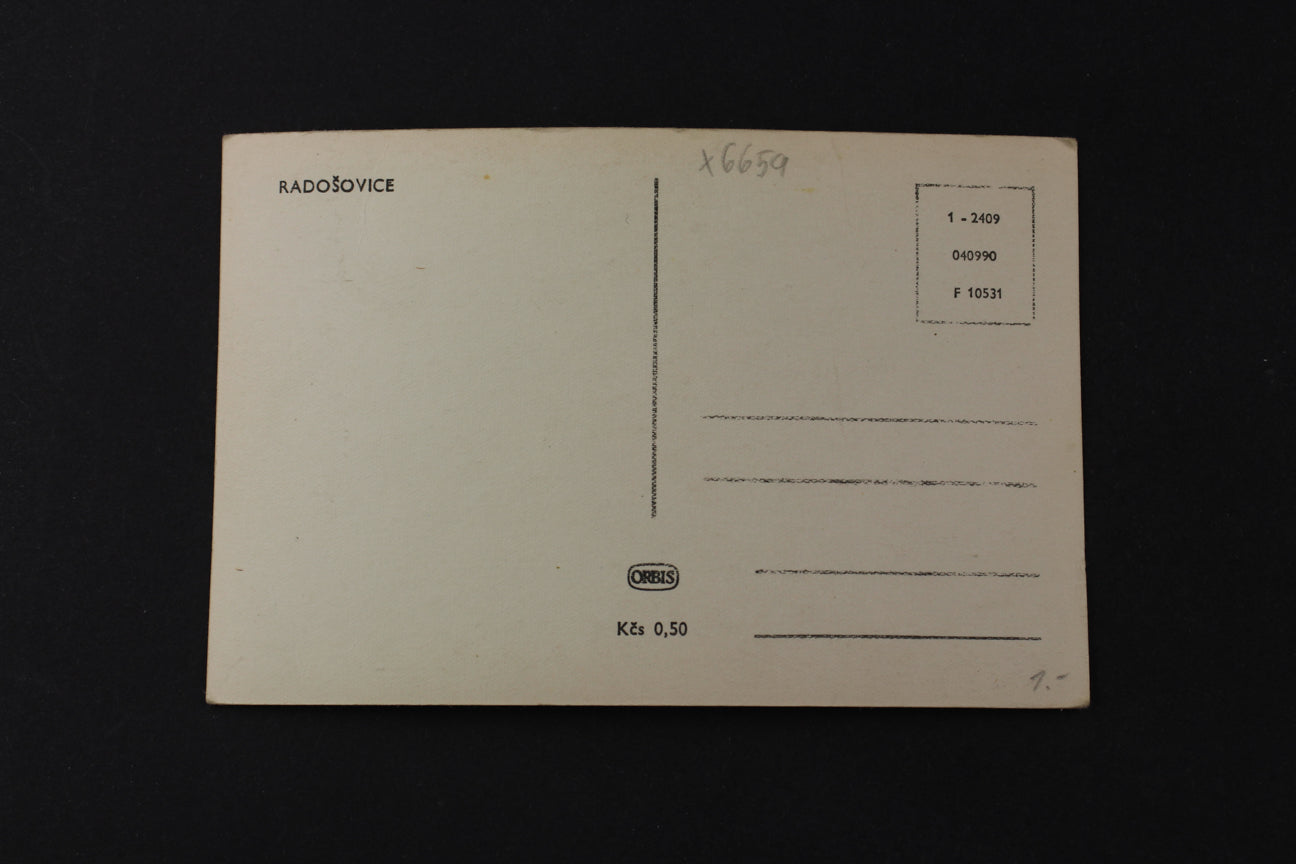 RADOŠOVICE
x6659
1 - 2409
040990
F 10531
ORBIS
Kčs 0,50
1.-